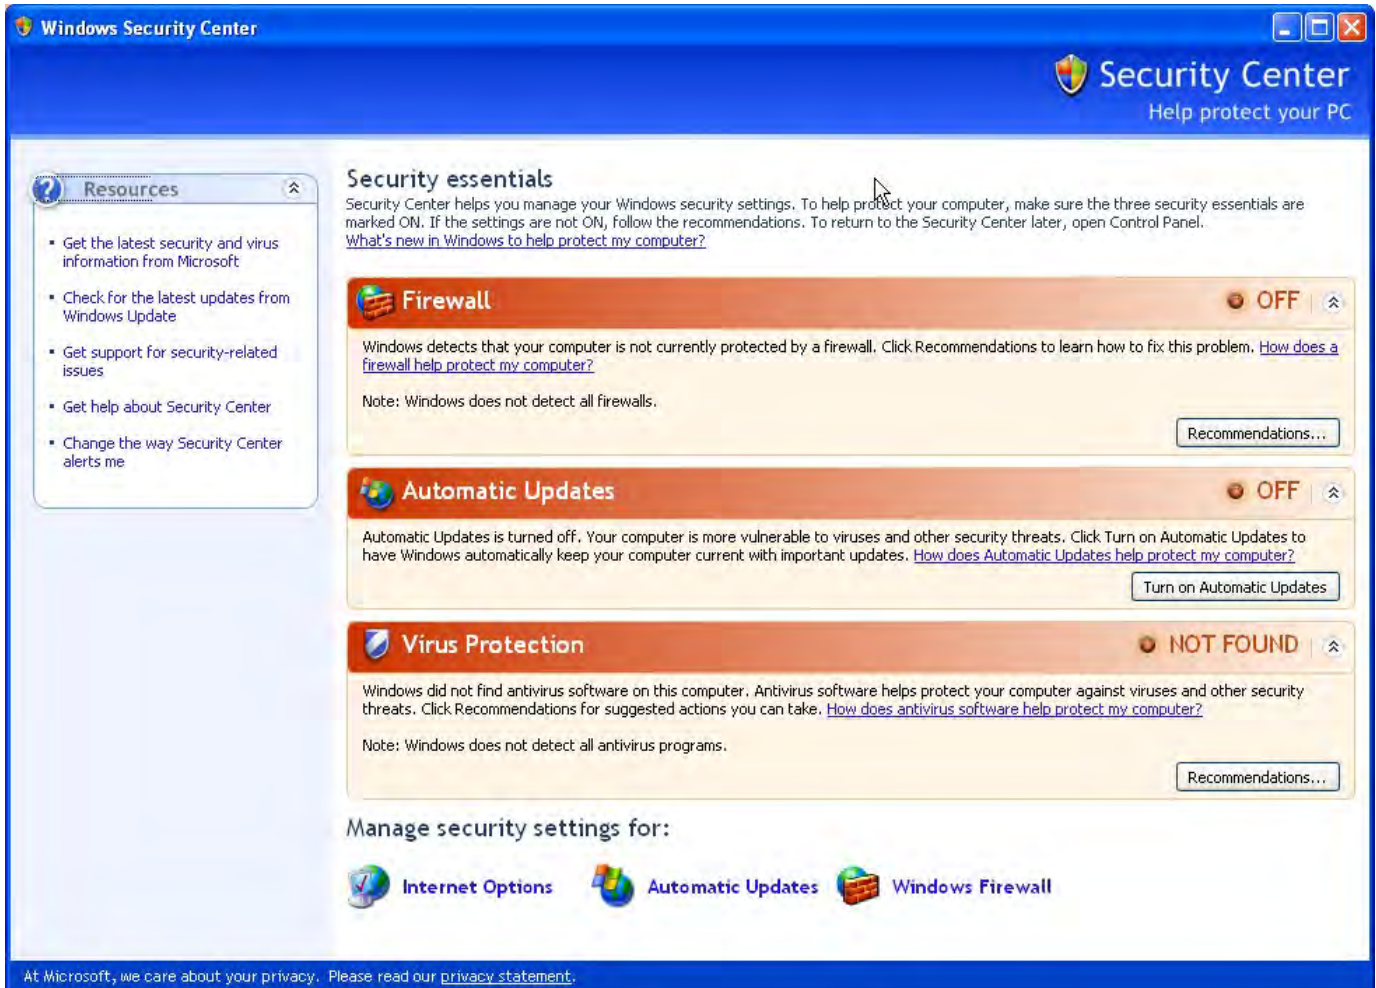 Windows Security Center
Security Center
Help protect your PC
Resources
Get the latest security and virus
information from Microsoft
Check for the latest updates from
Windows Update
Get support for security-related
issues
Get help about Security Center
Change the way Security Center
alerts me
Security essentials
Security Center helps you manage your Windows security settings. To help protect your computer, make sure the three security essentials are
marked ON. If the settings are not ON, follow the recommendations. To return to the Security Center later, open Control Panel.
What's new in Windows to help protect my computer?
Firewall OFF
Windows detects that your computer is not currently protected by a firewall. Click Recommendations to learn how to fix this problem. How does a
firewall help protect my computer?
Note: Windows does not detect all firewalls.
Recommendations...
Automatic Updates OFF
Automatic Updates is turned off. Your computer is more vulnerable to viruses and other security threats. Click Turn on Automatic Updates to
have Windows automatically keep your computer current with important updates. How does Automatic Updates help protect my computer?
Turn on Automatic Updates
Virus Protection NOT FOUND
Windows did not find antivirus software on this computer. Antivirus software helps protect your computer against viruses and other security
threats. Click Recommendations for suggested actions you can take. How does antivirus software help protect my computer?
Note: Windows does not detect all antivirus programs.
Recommendations...
Manage security settings for:
Internet Options Automatic Updates Windows Firewall
At Microsoft, we care about your privacy. Please read our privacy statement.